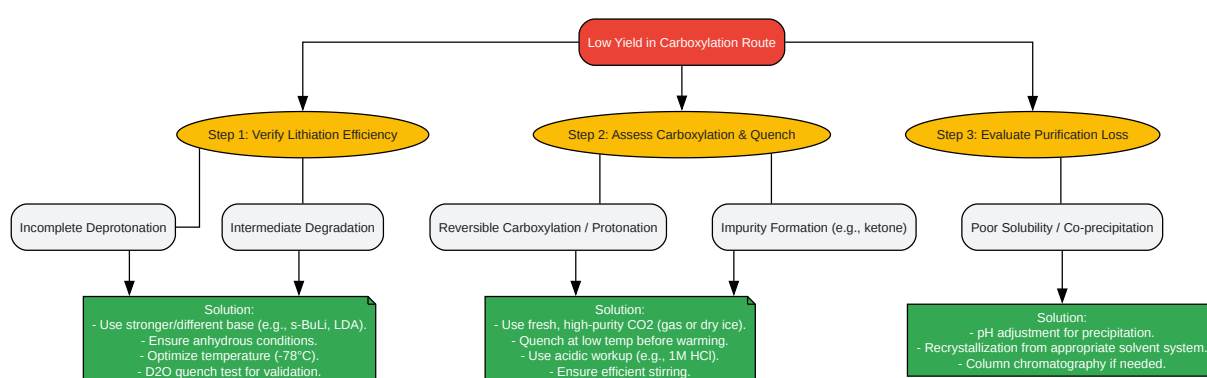 Low Yield in Carboxylation Route
Step 1: Verify Lithiation Efficiency
Step 2: Assess Carboxylation & Quench
Step 3: Evaluate Purification Loss
Incomplete Deprotonation
Intermediate Degradation
Reversible Carboxylation / Protonation
Impurity Formation (e.g., ketone)
Poor Solubility / Co-precipitation
Solution:
- Use stronger/different base (e.g., s-BuLi, LDA).
- Ensure anhydrous conditions.
- Optimize temperature (-78°C).
- D2O quench test for validation.
Solution:
- Use fresh, high-purity CO2 (gas or dry ice).
- Quench at low temp before warming.
- Use acidic workup (e.g., 1M HCl).
- Ensure efficient stirring.
Solution:
- pH adjustment for precipitation.
- Recrystallization from appropriate solvent system.
- Column chromatography if needed.